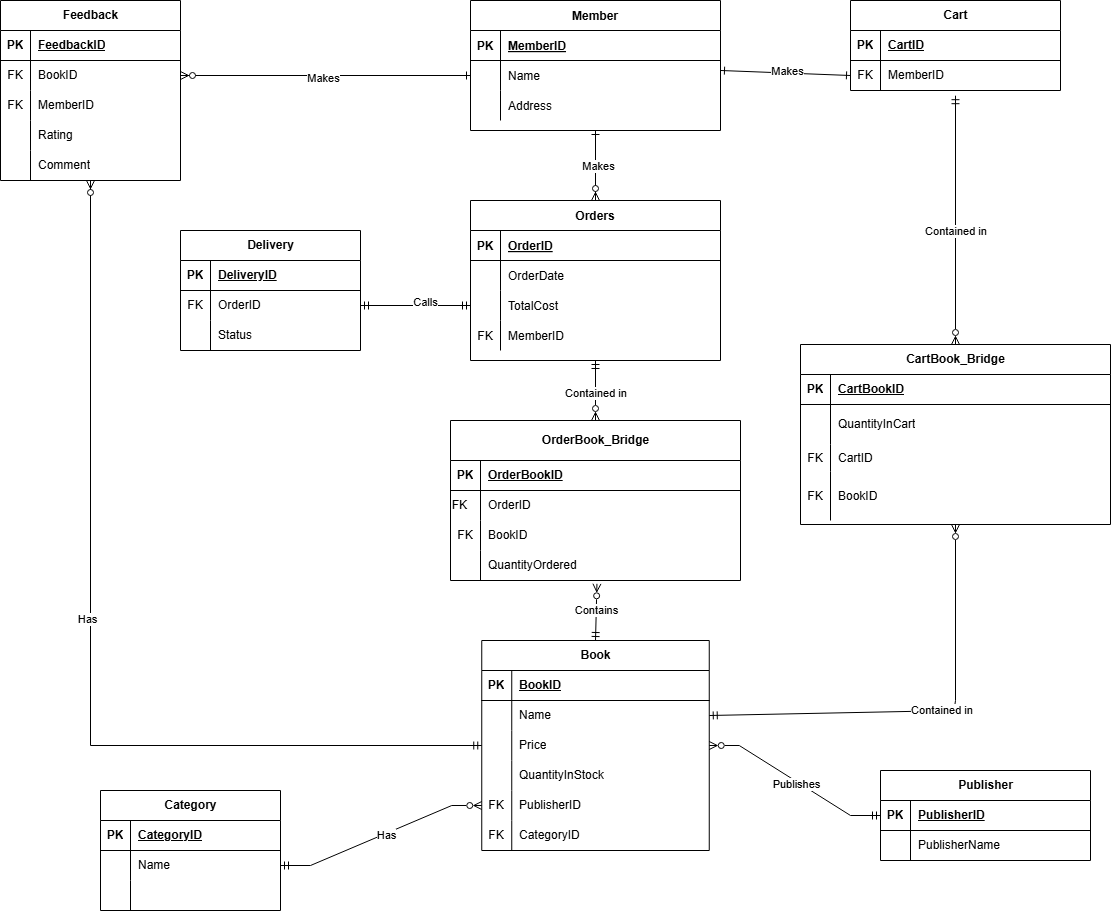 Feedback
PK FeedbackID
FK BookID
FK MemberID
Rating
Comment
Makes
Member
PK MemberID
Name
Address
Makes
Cart
PK CartID
FK MemberID
Makes
Orders
PK OrderID
OrderDate
TotalCost
FK MemberID
Delivery
PK DeliveryID
FK OrderID
Status
Calls
Contained in
Contained in
CartBook_Bridge
PK CartBookID
QuantityInCart
FK CartID
FK BookID
OrderBook_Bridge
PK OrderBookID
FK OrderID
FK BookID
QuantityOrdered
Has
Contains
Book
PK BookID
Name
Price
QuantityInStock
FK PublisherID
FK CategoryID
Contained in
Publishes
Publisher
PK PublisherID
PublisherName
Category
PK CategoryID
Name
Has